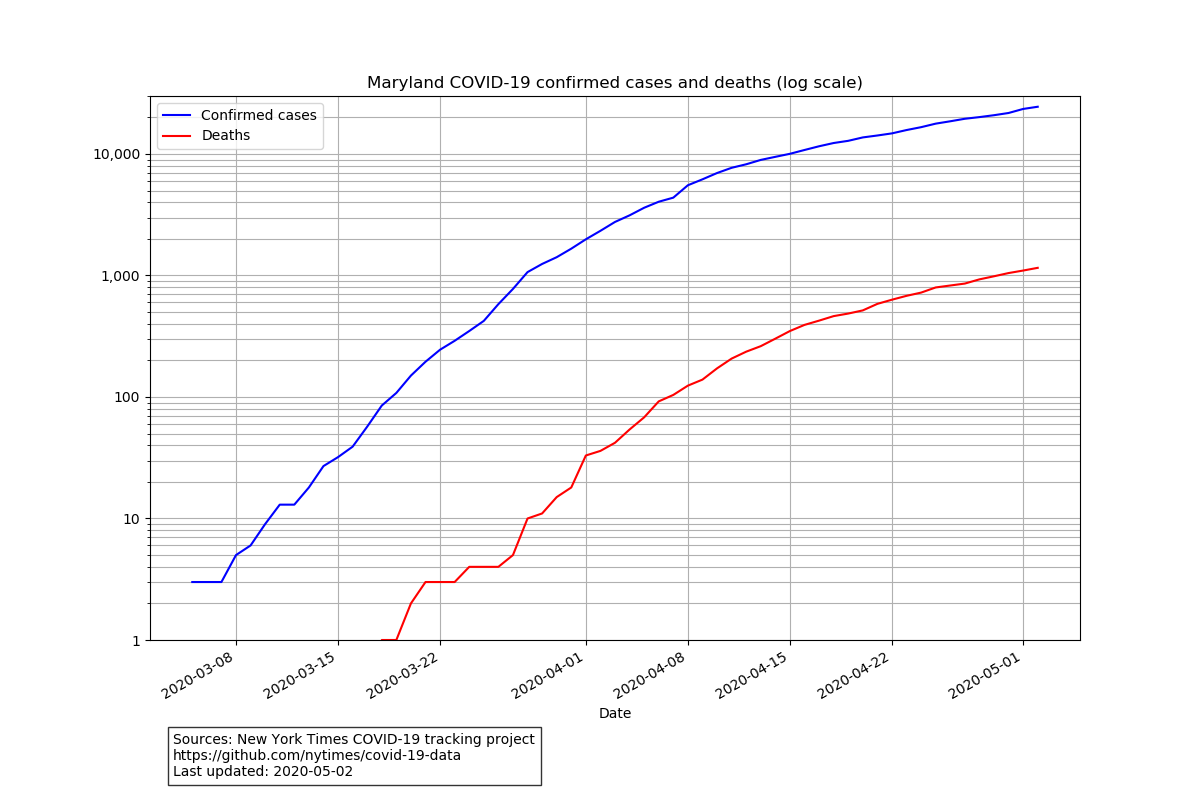 Maryland COVID-19 confirmed cases and deaths (log scale)
Confirmed cases
Deaths
10,000
1,000
100
10
1
2020-03-08
2020-03-15
2020-03-22
2020-04-01
2020-04-08
2020-04-15
2020-04-22
2020-05-01
Date
Sources: New York Times COVID-19 tracking project
https://github.com/nytimes/covid-19-data
Last updated: 2020-05-02